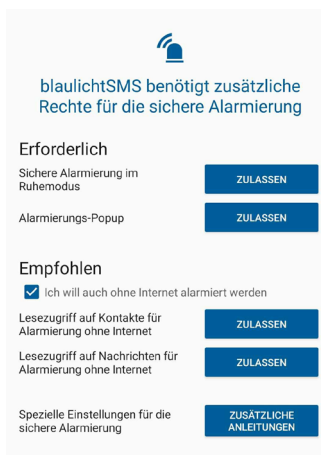 blaulichtSMS benötigt zusätzliche
Rechte für die sichere Alarmierung
Erforderlich
Sichere Alarmierung im
Ruhemodus
ZULASSEN
Alarmierungs-Popup
ZULASSEN
Empfohlen
Ich will auch ohne Internet alarmiert werden
Lesezugriff auf Kontakte für
Alarmierung ohne Internet
ZULASSEN
Lesezugriff auf Nachrichten für
Alarmierung ohne Internet
ZULASSEN
Spezielle Einstellungen für die
sichere Alarmierung
ZUSÄTZLICHE
ANLEITUNGEN